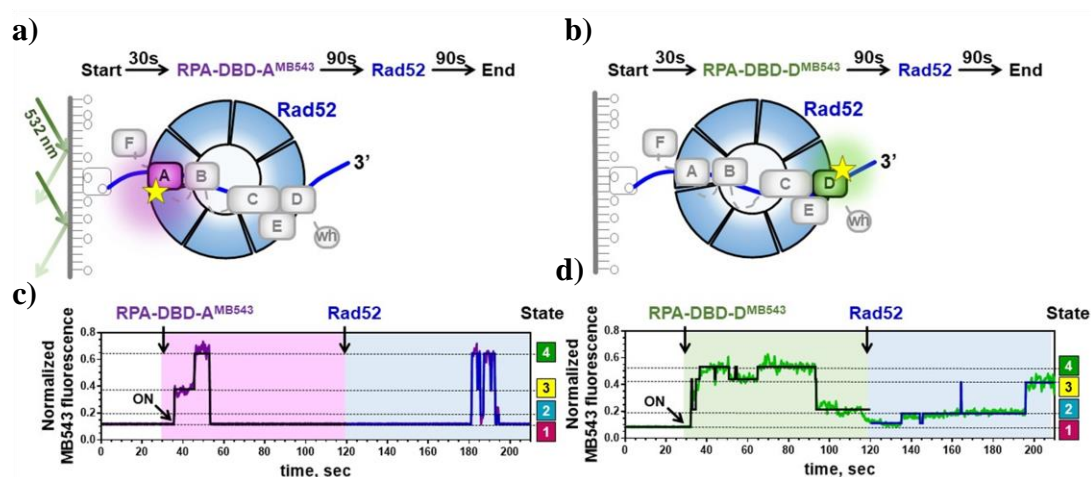 a)
Start 30s RPA-DBD-A^MB543 90s Rad52 90s End
532 nm
Rad52
F
A
B
C
D
E
wh
3’
b)
Start 30s RPA-DBD-D^MB543 90s Rad52 90s End
Rad52
F
A
B
C
D
E
wh
3’
c)
RPA-DBD-A^MB543 Rad52 State
Normalized
MB543 fluorescence
0.8
0.6
0.4
0.2
0.0
ON
4
3
2
1
0 20 40 60 80 100 120 140 160 180 200
time, sec
d)
RPA-DBD-D^MB543 Rad52 State
Normalized
MB543 fluorescence
0.8
0.6
0.4
0.2
0.0
ON
4
3
2
1
0 20 40 60 80 100 120 140 160 180 200
time, sec